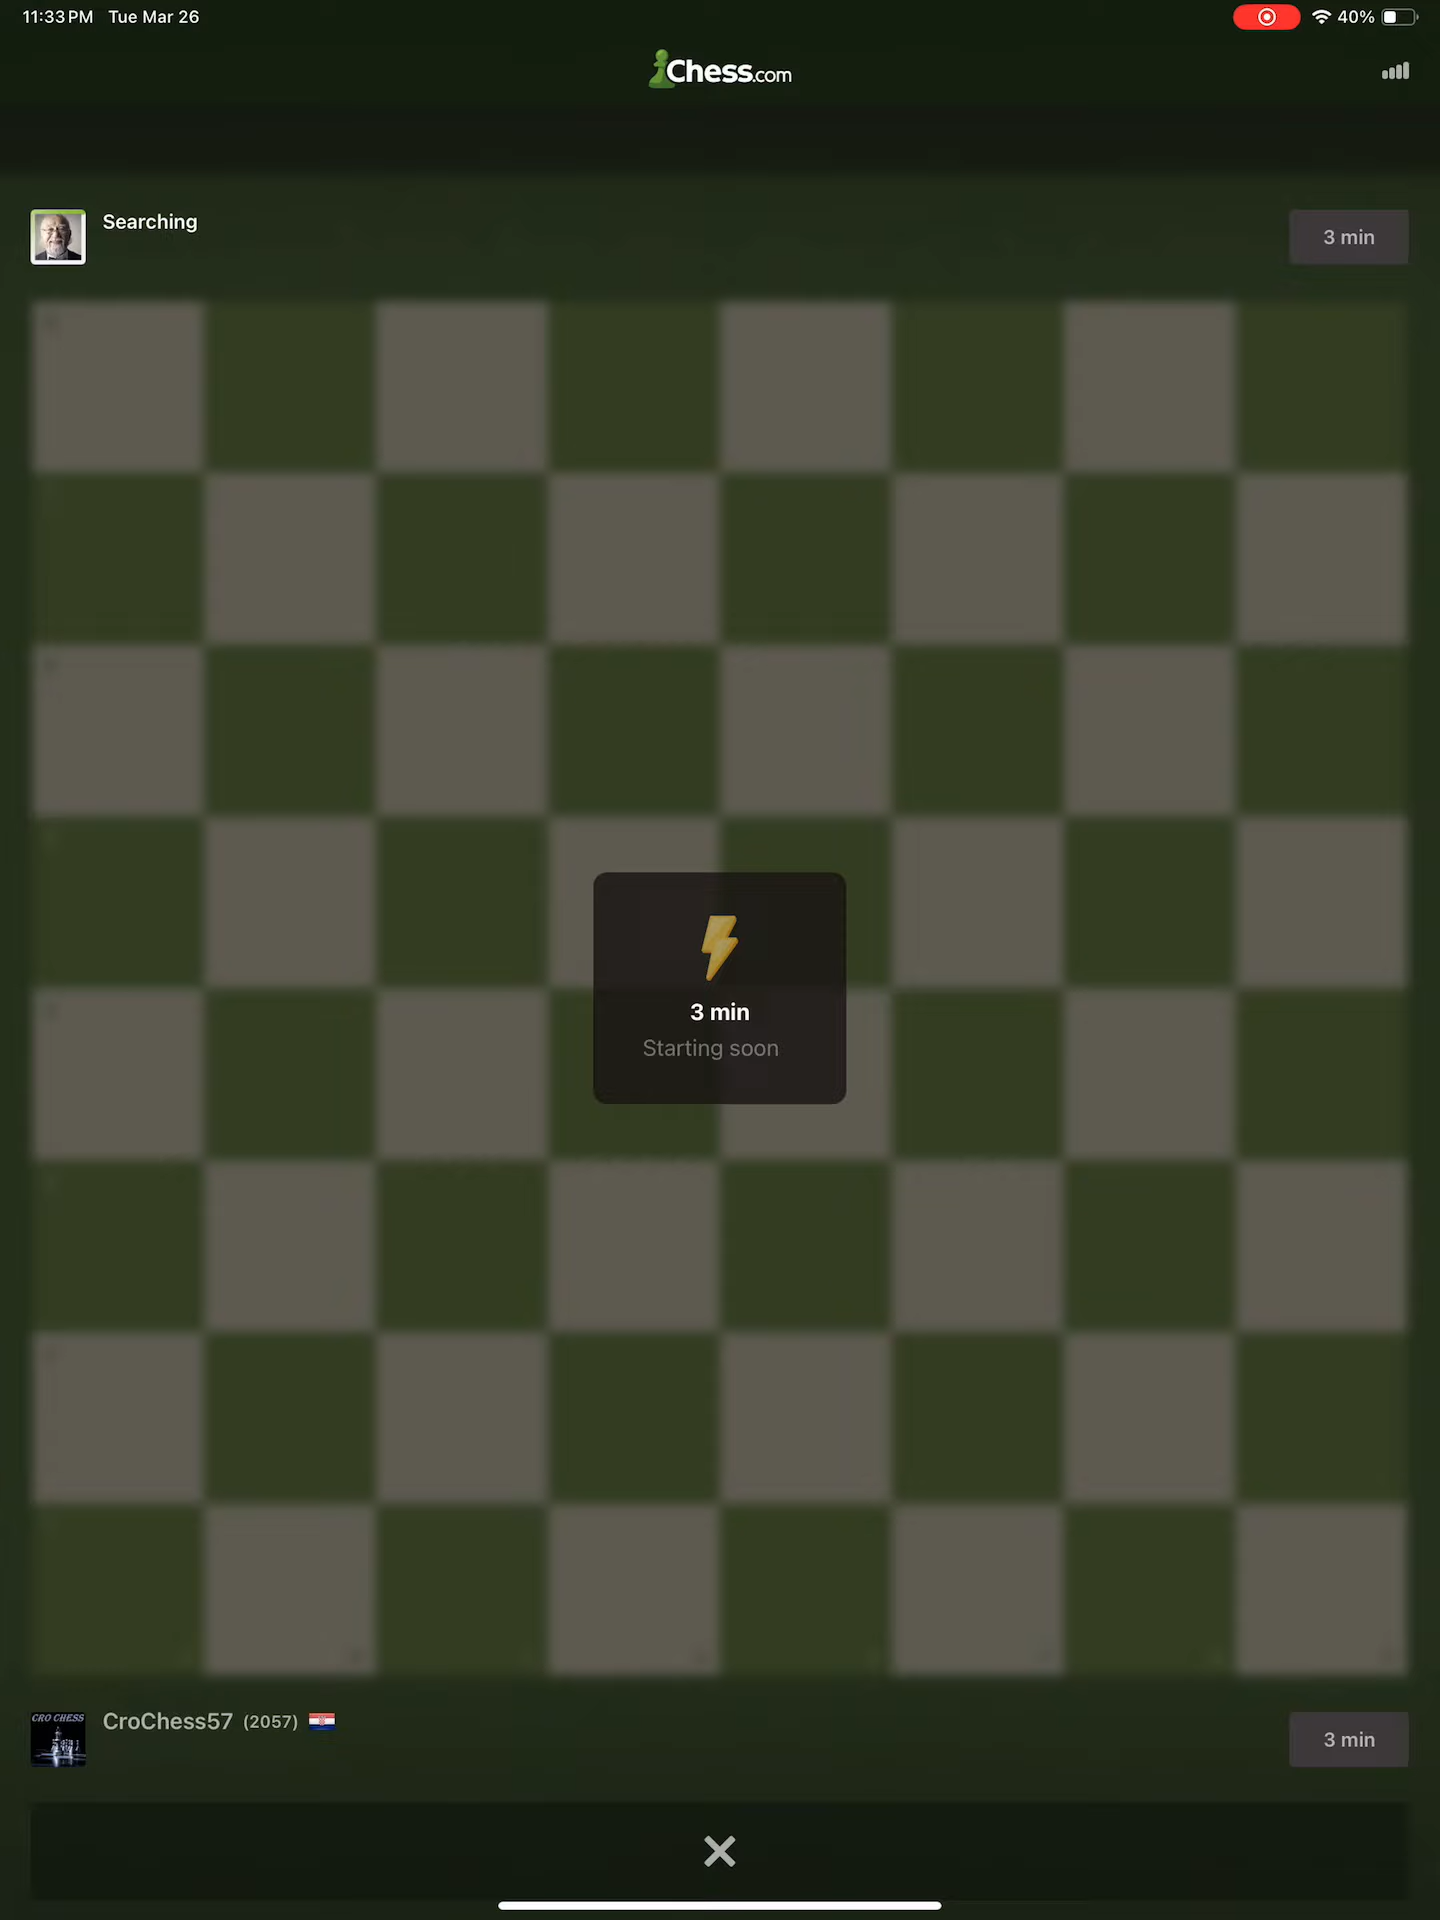 11:33 PM Tue Mar 26
40%
Chess.com
Searching
3 min
3 min
Starting soon
CRO CHESS
CroChess57 (2057)
3 min